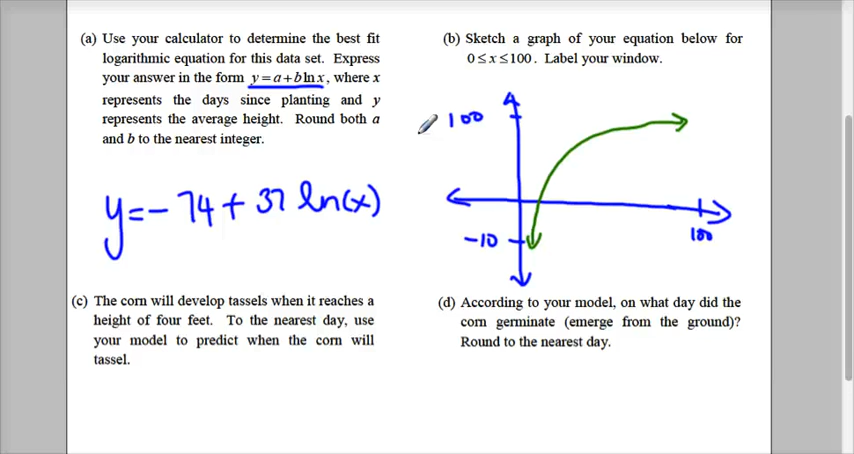 (a) Use your calculator to determine the best fit
logarithmic equation for this data set. Express
your answer in the form y=a+b ln x, where x
represents the days since planting and y
represents the average height. Round both a
and b to the nearest integer.
y=-74+37 ln(x)
(b) Sketch a graph of your equation below for
0≤x≤100. Label your window.
100
-10
100
(c) The corn will develop tassels when it reaches a
height of four feet. To the nearest day, use
your model to predict when the corn will
tassel.
(d) According to your model, on what day did the
corn germinate (emerge from the ground)?
Round to the nearest day.